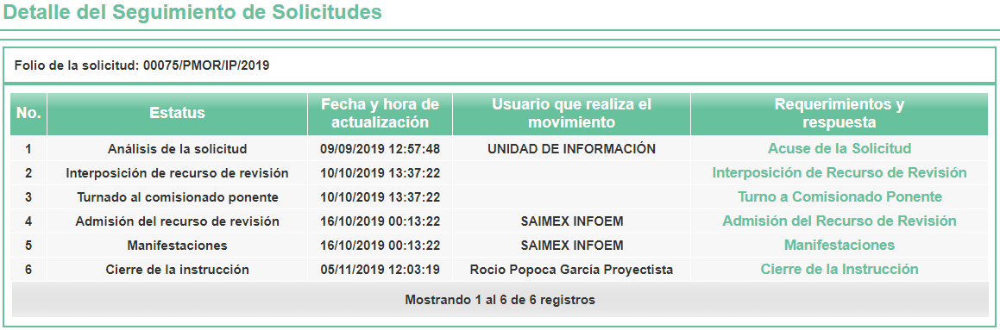 Detalle del Seguimiento de Solicitudes
Folio de la solicitud: 00075/PMOR/IP/2019
No. Estatus Fecha y hora de actualización Usuario que realiza el movimiento Requerimientos y respuesta
1 Análisis de la solicitud 09/09/2019 12:57:48 UNIDAD DE INFORMACIÓN Acuse de la Solicitud
2 Interposición de recurso de revisión 10/10/2019 13:37:22 Interposición de Recurso de Revisión
3 Turnado al comisionado ponente 10/10/2019 13:37:22 Turno a Comisionado Ponente
4 Admisión del recurso de revisión 16/10/2019 00:13:22 SAIMEX INFOEM Admisión del Recurso de Revisión
5 Manifestaciones 16/10/2019 00:13:22 SAIMEX INFOEM Manifestaciones
6 Cierre de la instrucción 05/11/2019 12:03:19 Rocio Popoca García Proyectista Cierre de la Instrucción
Mostrando 1 al 6 de 6 registros